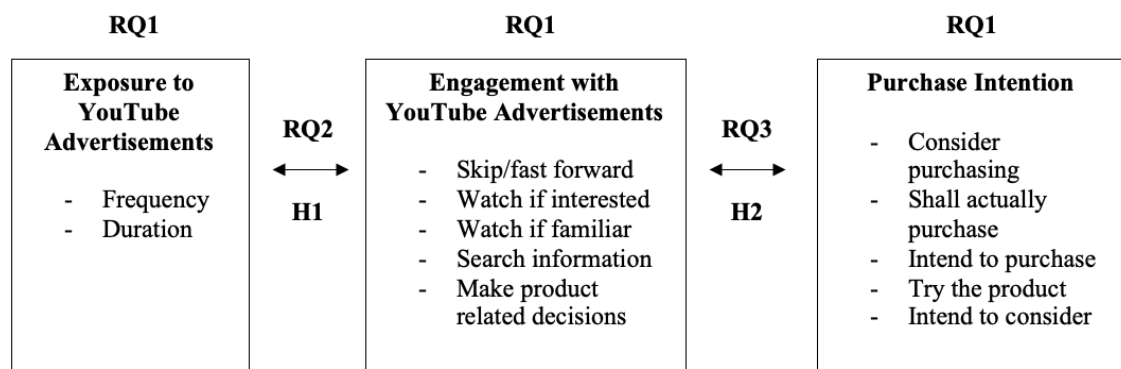 RQ1
RQ1
RQ1
Exposure to
YouTube
Advertisements
- Frequency
- Duration
RQ2
H1
Engagement with
YouTube Advertisements
- Skip/fast forward
- Watch if interested
- Watch if familiar
- Search information
- Make product
related decisions
RQ3
H2
Purchase Intention
- Consider
purchasing
- Shall actually
purchase
- Intend to purchase
- Try the product
- Intend to consider